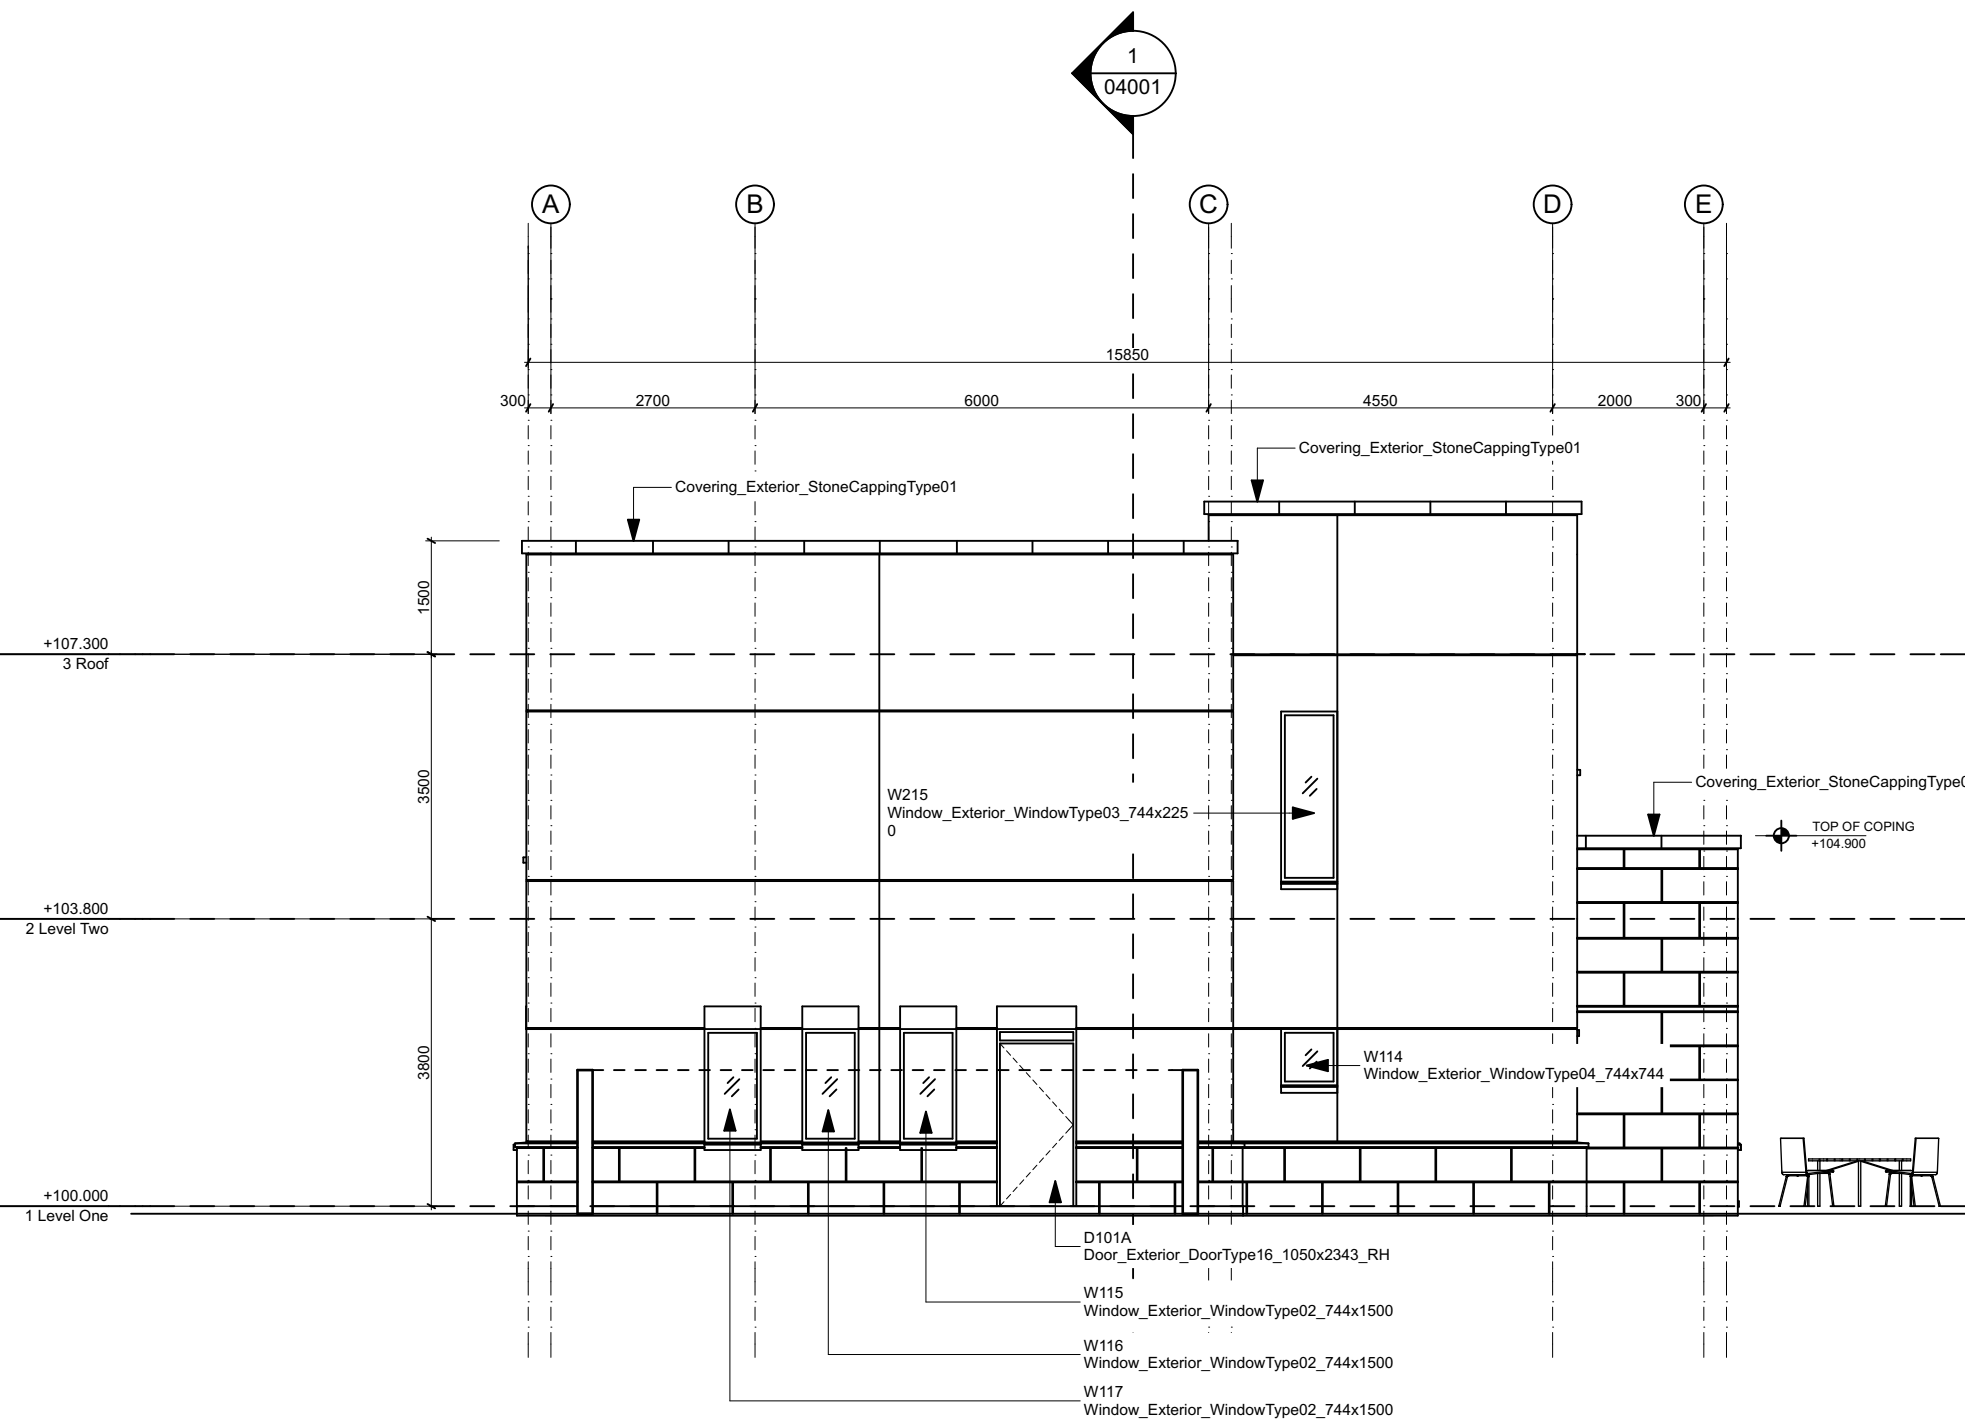 1
04001
A
B
C
D
E
15850
300
2700
6000
4550
2000
300
Covering_Exterior_StoneCappingType01
Covering_Exterior_StoneCappingType01
1500
+107.300
3 Roof
3500
W215
Window_Exterior_WindowType03_744x225
0
Covering_Exterior_StoneCappingType0
TOP OF COPING
+104.900
+103.800
2 Level Two
3800
W114
Window_Exterior_WindowType04_744x744
+100.000
1 Level One
D101A
Door_Exterior_DoorType16_1050x2343_RH
W115
Window_Exterior_WindowType02_744x1500
W116
Window_Exterior_WindowType02_744x1500
W117
Window_Exterior_WindowType02_744x1500